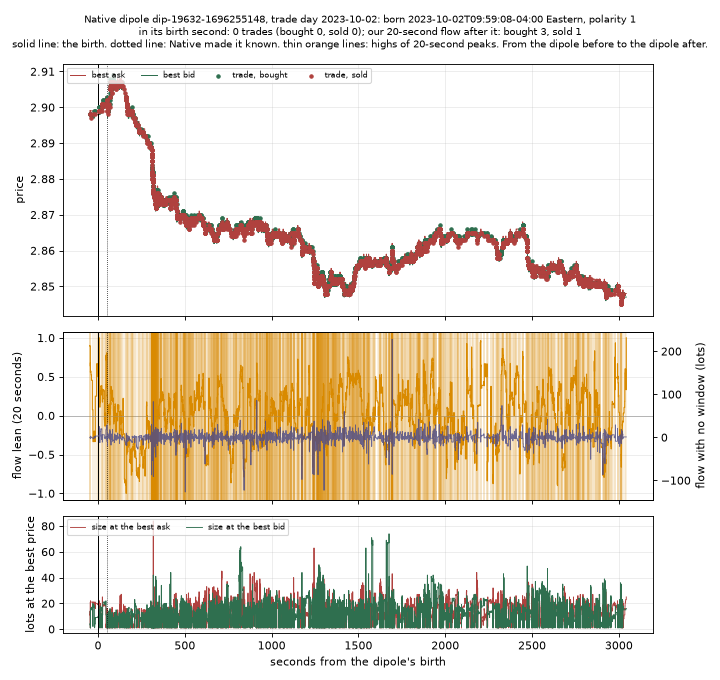 Native dipole dip-19632-1696255148, trade day 2023-10-02: born 2023-10-02T09:59:08-04:00 Eastern, polarity 1
in its birth second: 0 trades (bought 0, sold 0); our 20-second flow after it: bought 3, sold 1
solid line: the birth. dotted line: Native made it known. thin orange lines: highs of 20-second peaks. From the dipole before to the dipole after.
best ask
best bid
trade, bought
trade, sold
price
2.91
2.90
2.89
2.88
2.87
2.86
2.85
flow lean (20 seconds)
1.0
0.5
0.0
−0.5
−1.0
flow with no window (lots)
200
100
0
−100
size at the best ask
size at the best bid
lots at the best price
80
60
40
20
0
0
500
1000
1500
2000
2500
3000
seconds from the dipole's birth